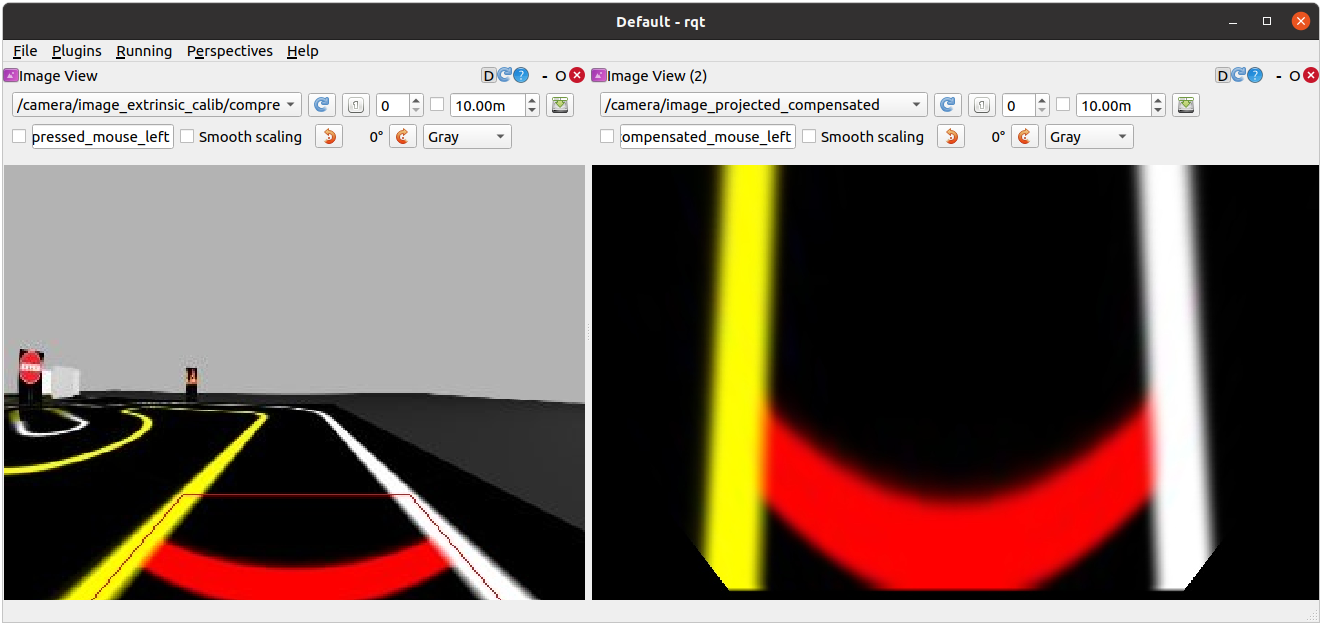 Default - rqt
File Plugins Running Perspectives Help
Image View D - O
/camera/image_extrinsic_calib/compre 0 10.00m
pressed_mouse_left Smooth scaling 0° Gray
Image View (2) D - O
/camera/image_projected_compensated 0 10.00m
ompensated_mouse_left Smooth scaling 0° Gray